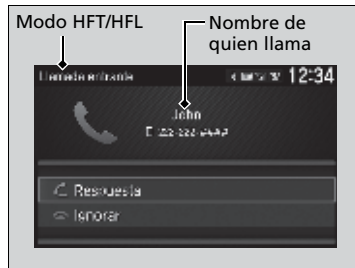 Modo HFT/HFL
Nombre de
quien llama
Llamada entrante
12:34
John
Respuesta
Ignorar